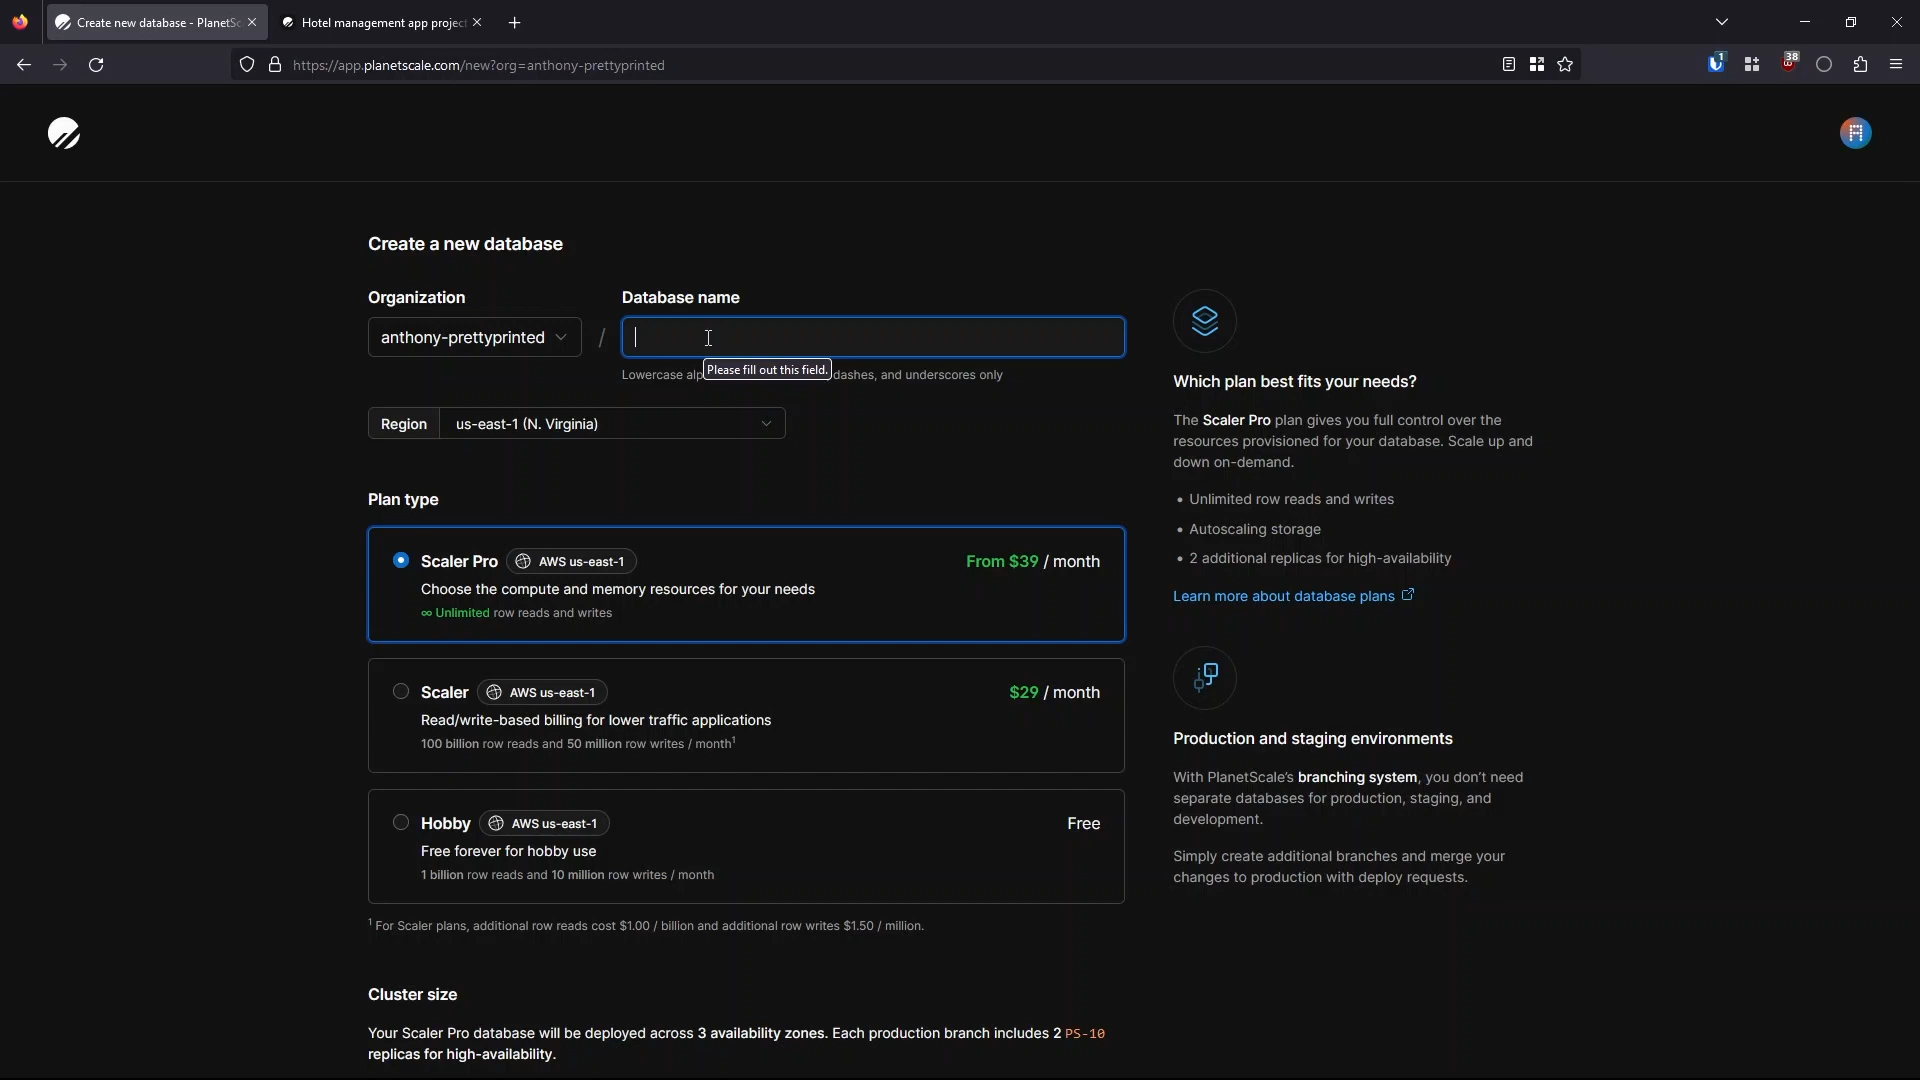 Create new database - PlanetSc
Hotel management app project
https://app.planetscale.com/new?org=anthony-prettyprinted
1
38
Create a new database
Organization
Database name
anthony-prettyprinted
/
Please fill out this field.
Lowercase alp dashes, and underscores only
Region
us-east-1 (N. Virginia)
Plan type
Scaler Pro AWS us-east-1 From $39 / month
Choose the compute and memory resources for your needs
∞ Unlimited row reads and writes
Scaler AWS us-east-1 $29 / month
Read/write-based billing for lower traffic applications
100 billion row reads and 50 million row writes / month¹
Hobby AWS us-east-1 Free
Free forever for hobby use
1 billion row reads and 10 million row writes / month
¹ For Scaler plans, additional row reads cost $1.00 / billion and additional row writes $1.50 / million.
Cluster size
Your Scaler Pro database will be deployed across 3 availability zones. Each production branch includes 2 PS-10
replicas for high-availability.
Which plan best fits your needs?
The Scaler Pro plan gives you full control over the
resources provisioned for your database. Scale up and
down on-demand.
• Unlimited row reads and writes
• Autoscaling storage
• 2 additional replicas for high-availability
Learn more about database plans
Production and staging environments
With PlanetScale's branching system, you don't need
separate databases for production, staging, and
development.
Simply create additional branches and merge your
changes to production with deploy requests.